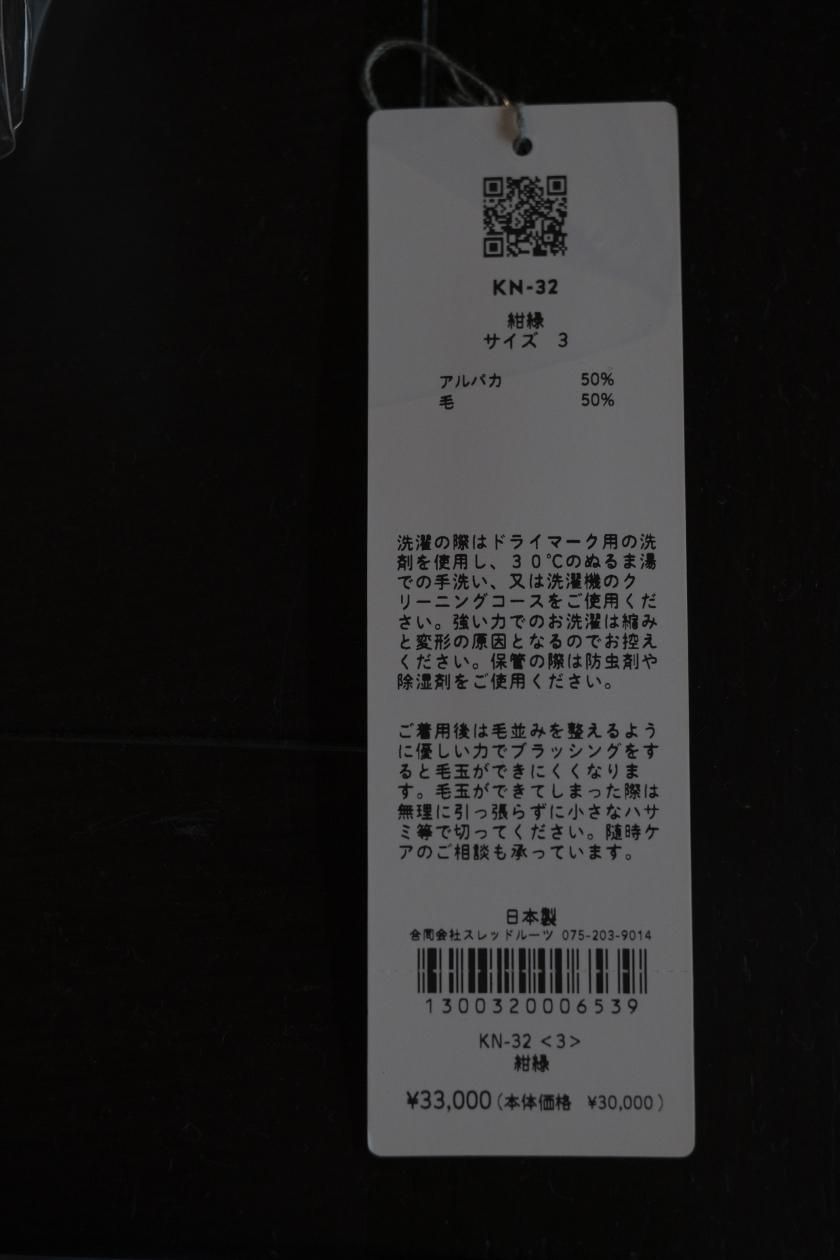 KN-32
紺緑
サイズ 3
アルパカ 50%
毛 50%
洗濯の際はドライマーク用の洗
剤を使用し、30℃のぬるま湯
での手洗い、又は洗濯機のク
リーニングコースをご使用くだ
さい。強い力でのお洗濯は縮み
と変形の原因となるのでお控え
ください。保管の際は防虫剤や
除湿剤をご使用ください。
ご着用後は毛並みを整えるよう
に優しい力でブラッシングをす
ると毛玉ができにくくなりま
す。毛玉ができてしまった際は
無理に引っ張らずに小さなハサ
ミ等で切ってください。随時ケ
アのご相談も承っています。
日本製
合同会社スレッドルーツ 075-203-9014
1300320006539
KN-32 <3>
紺緑
¥33,000(本体価格 ¥30,000)